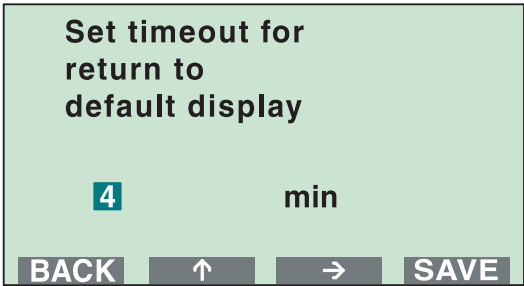 Set timeout for
return to
default display
4 min
BACK ↑ → SAVE